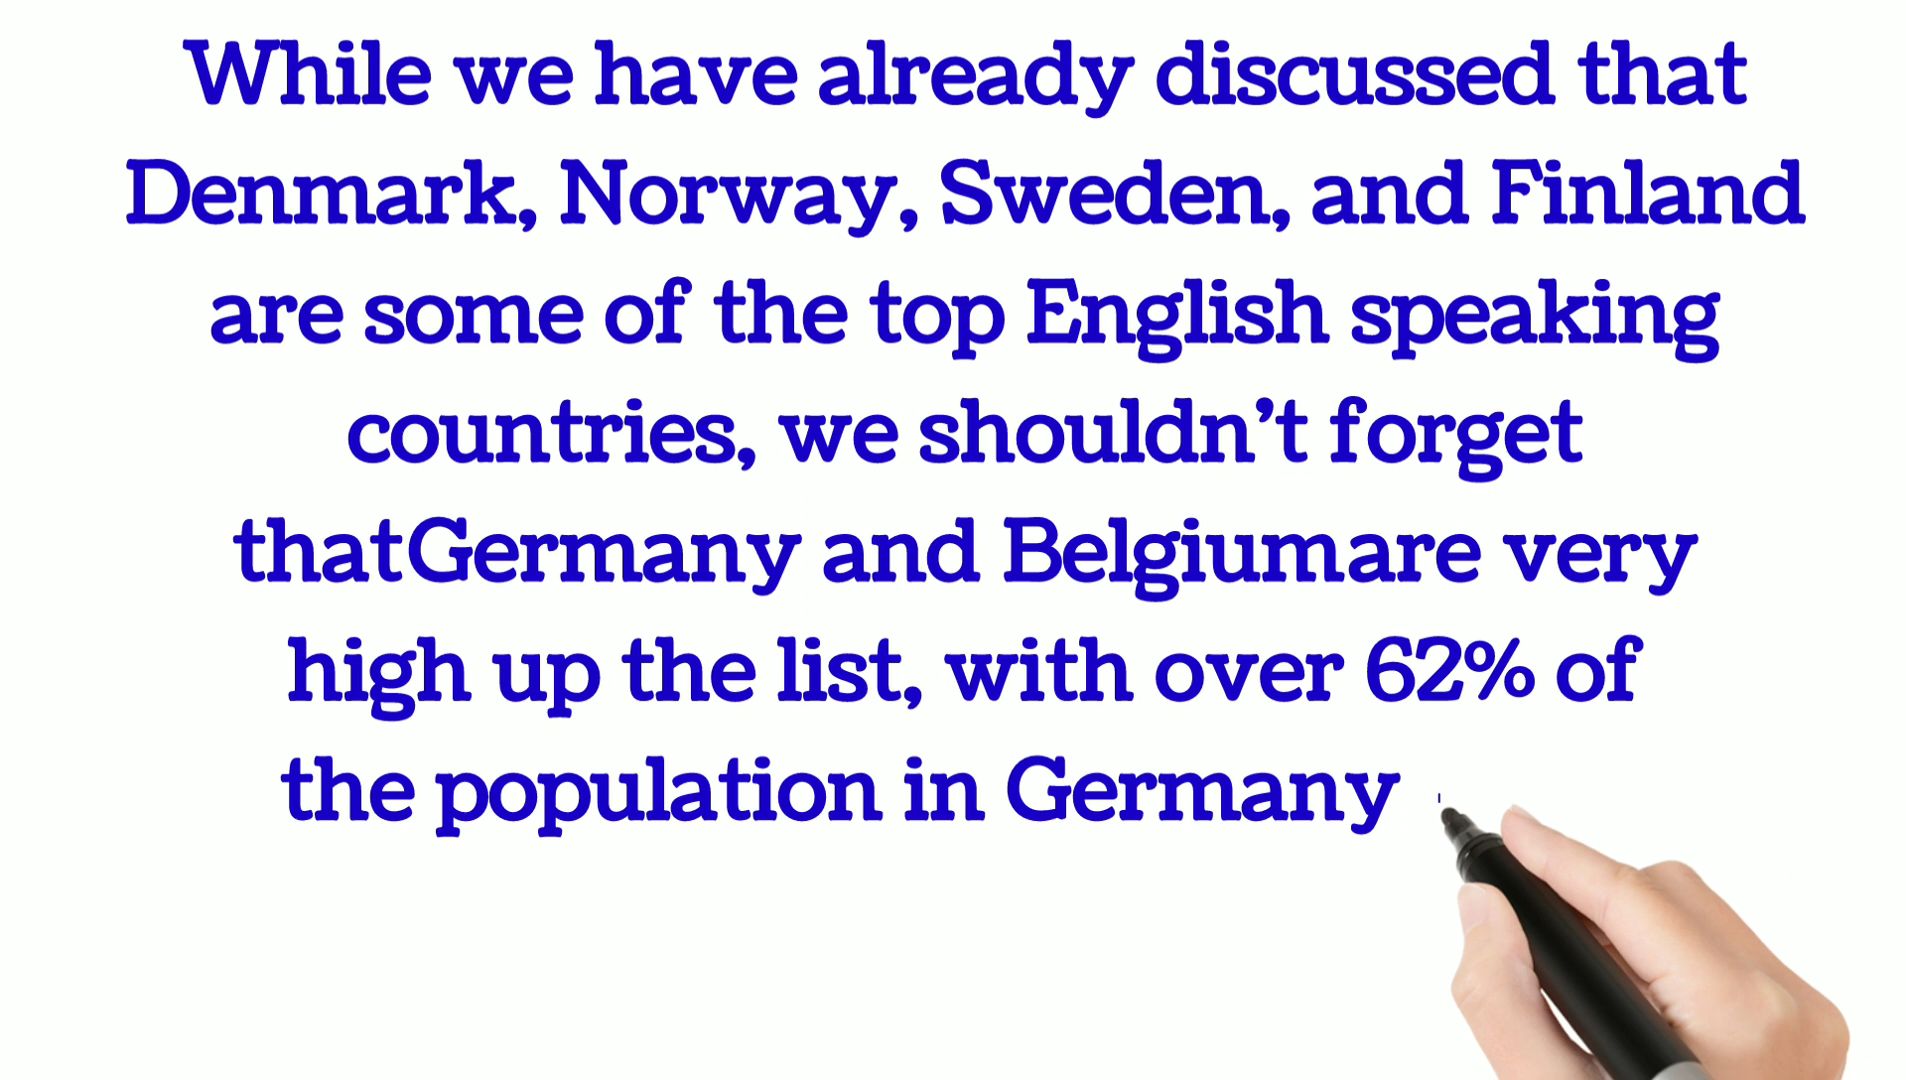 While we have already discussed that
Denmark, Norway, Sweden, and Finland
are some of the top English speaking
countries, we shouldn’t forget
thatGermany and Belgiumare very
high up the list, with over 62% of
the population in Germany